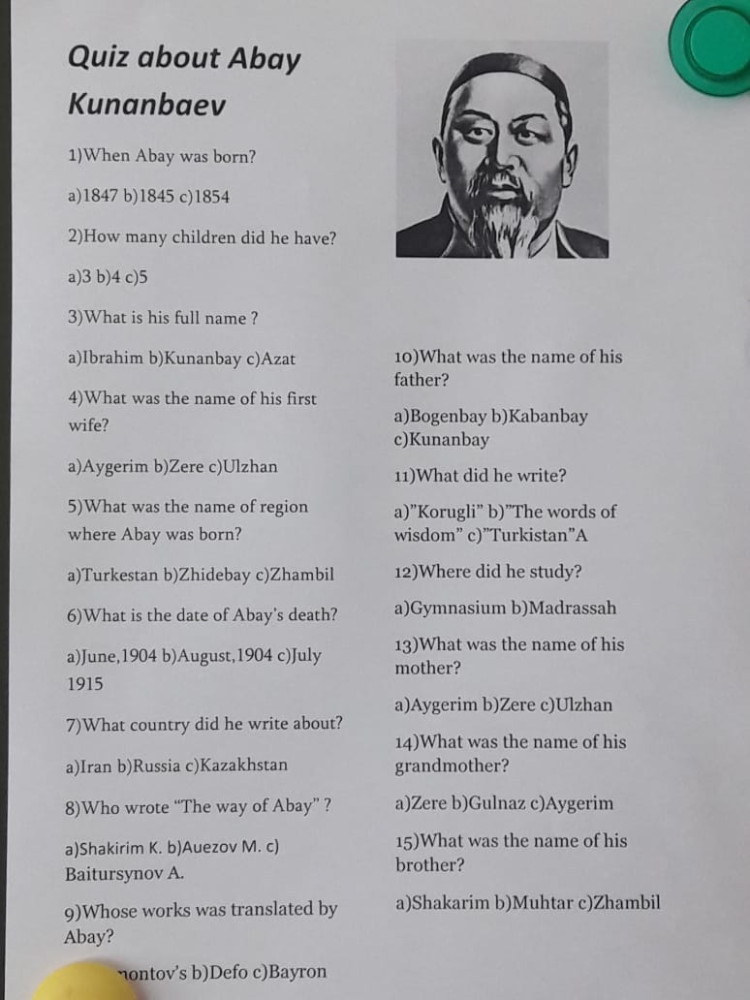 Quiz about Abay
Kunanbaev
1)When Abay was born?
a)1847 b)1845 c)1854
2)How many children did he have?
a)3 b)4 c)5
3)What is his full name ?
a)Ibrahim b)Kunanbay c)Azat
4)What was the name of his first
wife?
a)Aygerim b)Zere c)Ulzhan
5)What was the name of region
where Abay was born?
a)Turkestan b)Zhidebay c)Zhambil
6)What is the date of Abay's death?
a)June,1904 b)August,1904 c)July
1915
7)What country did he write about?
a)Iran b)Russia c)Kazakhstan
8)Who wrote “The way of Abay” ?
a)Shakirim K. b)Auezov M. c)
Baitursynov A.
9)Whose works was translated by
Abay?
montov's b)Defo c)Bayron
10)What was the name of his
father?
a)Bogenbay b)Kabanbay
c)Kunanbay
11)What did he write?
a)”Korugli” b)”The words of
wisdom” c)”Turkistan”A
12)Where did he study?
a)Gymnasium b)Madrassah
13)What was the name of his
mother?
a)Aygerim b)Zere c)Ulzhan
14)What was the name of his
grandmother?
a)Zere b)Gulnaz c)Aygerim
15)What was the name of his
brother?
a)Shakarim b)Muhtar c)Zhambil